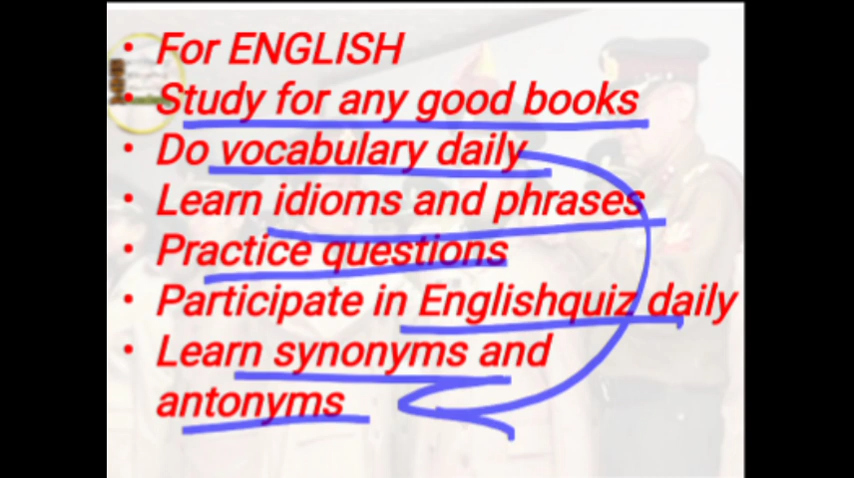 • For ENGLISH
• Study for any good books
• Do vocabulary daily
• Learn idioms and phrases
• Practice questions
• Participate in Englishquiz daily
• Learn synonyms and
antonyms